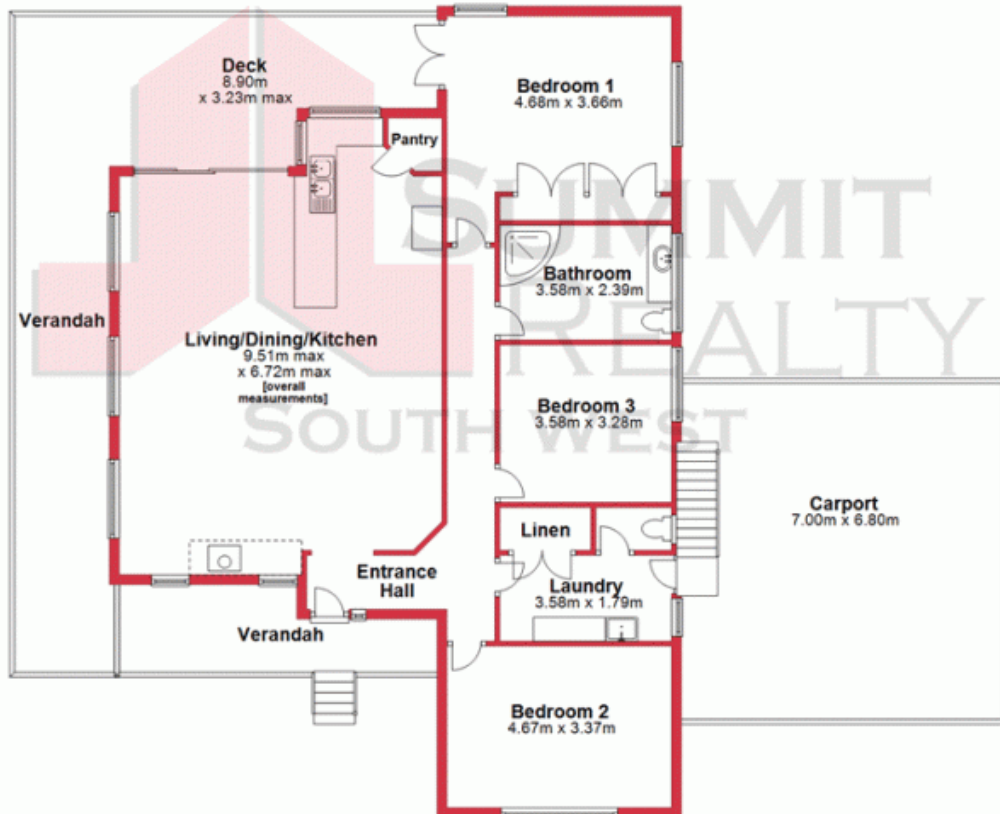 Deck
8.90m
x 3.23m max
Bedroom 1
4.68m x 3.66m
Pantry
SUMMIT
REALTY
SOUTH WEST
Bathroom
3.58m x 2.39m
Verandah
Living/Dining/Kitchen
9.51m max
x 6.72m max
[overall
measurements]
Bedroom 3
3.58m x 3.28m
Carport
7.00m x 6.80m
Linen
Entrance
Hall
Laundry
3.58m x 1.79m
Verandah
Bedroom 2
4.67m x 3.37m